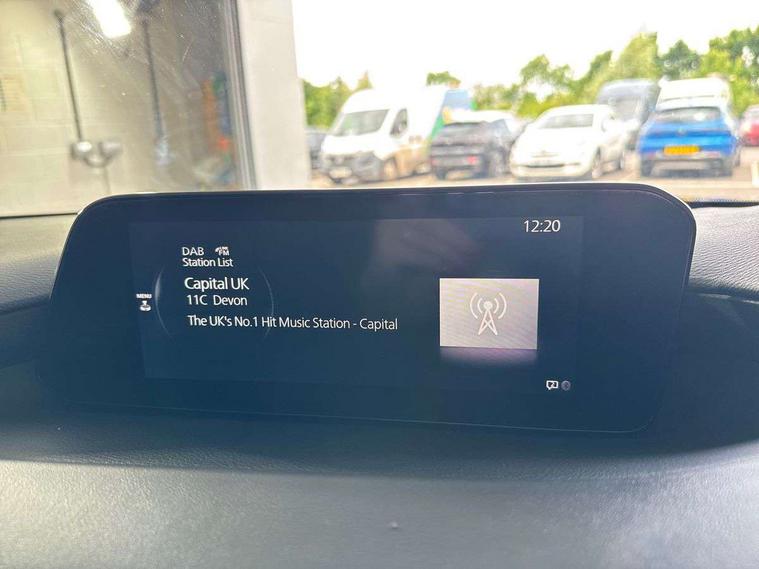 12:20
DAB
Station List
Capital UK
11C Devon
MENU
The UK's No.1 Hit Music Station - Capital